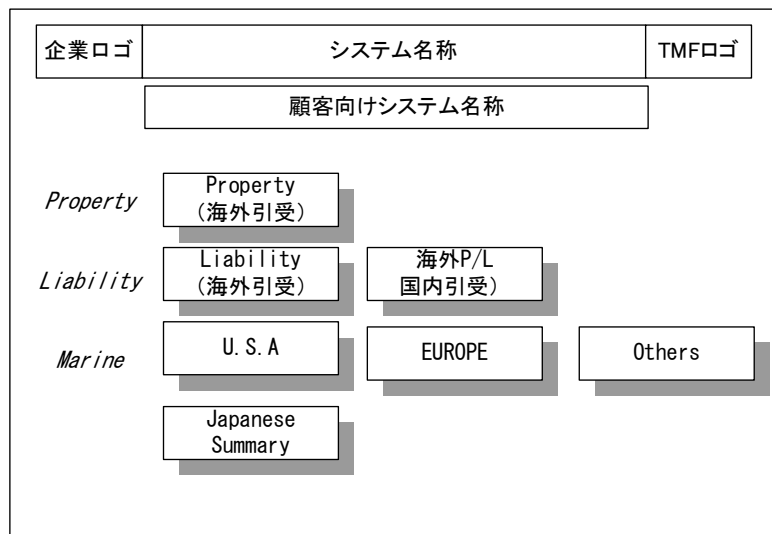 企業ロゴ システム名称 TMFロゴ
顧客向けシステム名称
Property Property
(海外引受)
Liability Liability 海外P/L
(海外引受) 国内引受)
Marine U.S.A EUROPE Others
Japanese
Summary